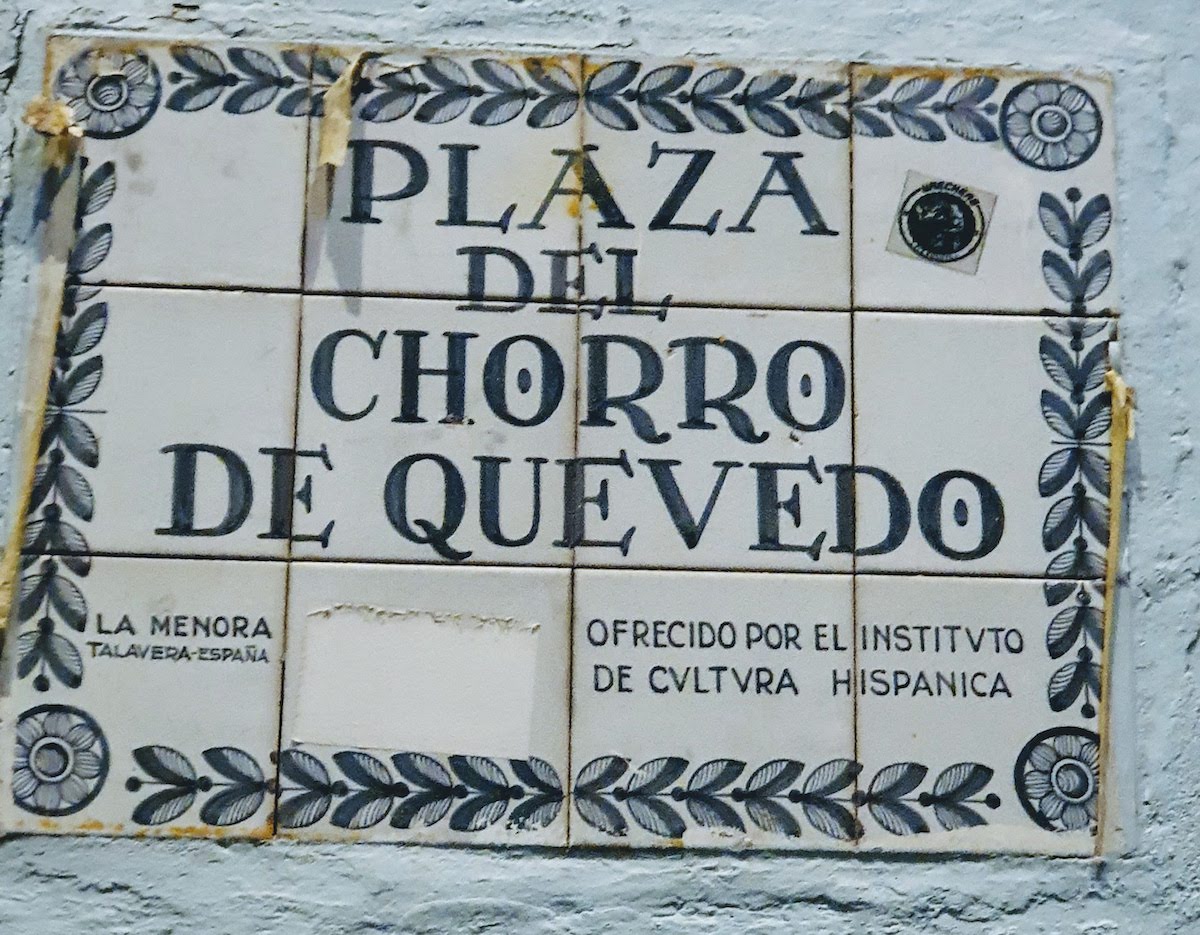 PLAZA
DEL
CHORRO
DE QUEVEDO
LA MENORA
TALAVERA-ESPAÑA
OFRECIDO POR EL INSTITVTO
DE CVLTVRA HISPANICA